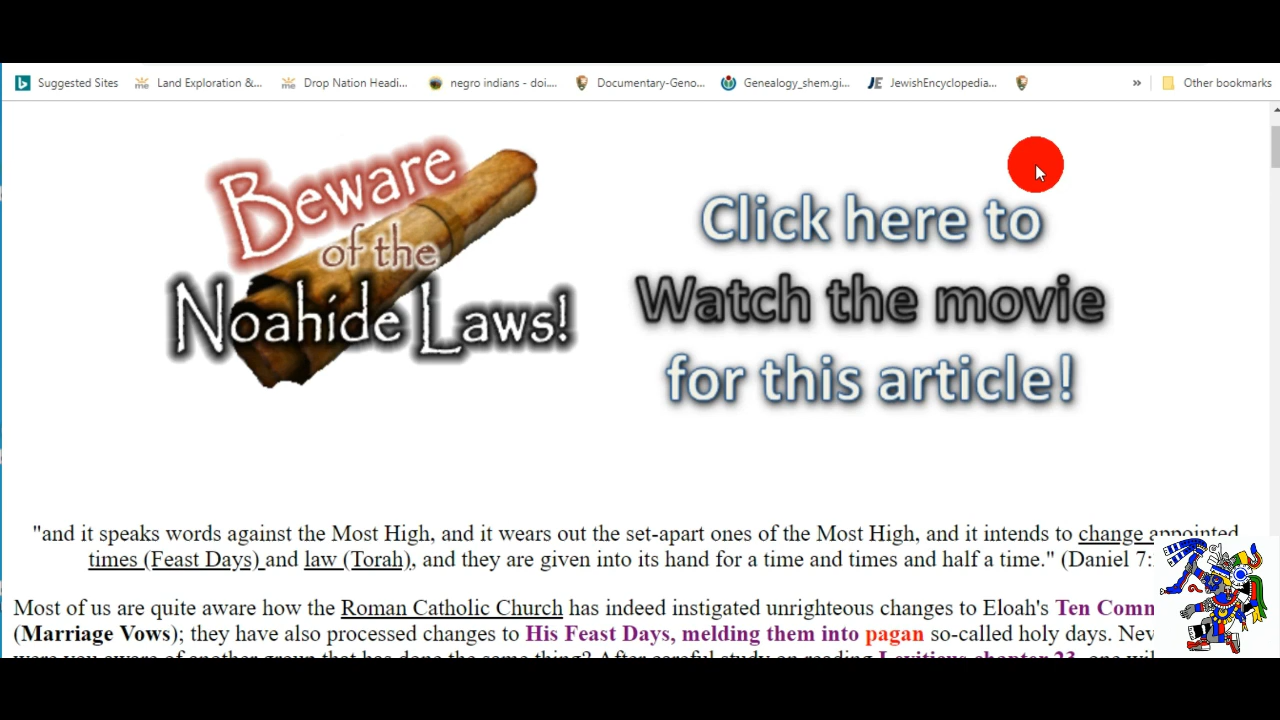 Suggested Sites Land Exploration &... Drop Nation Headi... negro indians - doi.... Documentary-Geno... Genealogy_shem.gi... JewishEncyclopedia... » Other bookmarks
Beware
of the
Noahide Laws!
Click here to
Watch the movie
for this article!
"and it speaks words against the Most High, and it wears out the set-apart ones of the Most High, and it intends to change appointed
times (Feast Days) and law (Torah), and they are given into its hand for a time and times and half a time." (Daniel 7:
Most of us are quite aware how the Roman Catholic Church has indeed instigated unrighteous changes to Eloah's Ten Comm
(Marriage Vows); they have also processed changes to His Feast Days, melding them into pagan so-called holy days. Nev